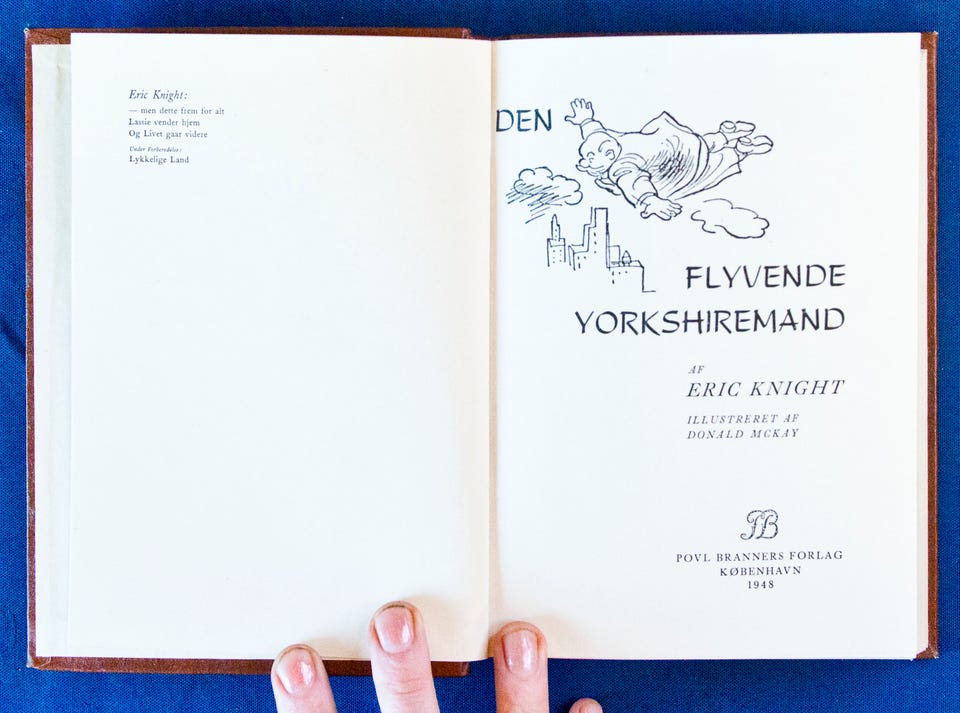 Eric Knight:
— men dette frem for alt
Lassie vender hjem
Og Livet gaar videre
Under Forberedelse:
Lykkelige Land
DEN
FLYVENDE
YORKSHIREMAND
AF
ERIC KNIGHT
ILLUSTRERET AF
DONALD MCKAY
PB
POVL BRANNERS FORLAG
KØBENHAVN
1948